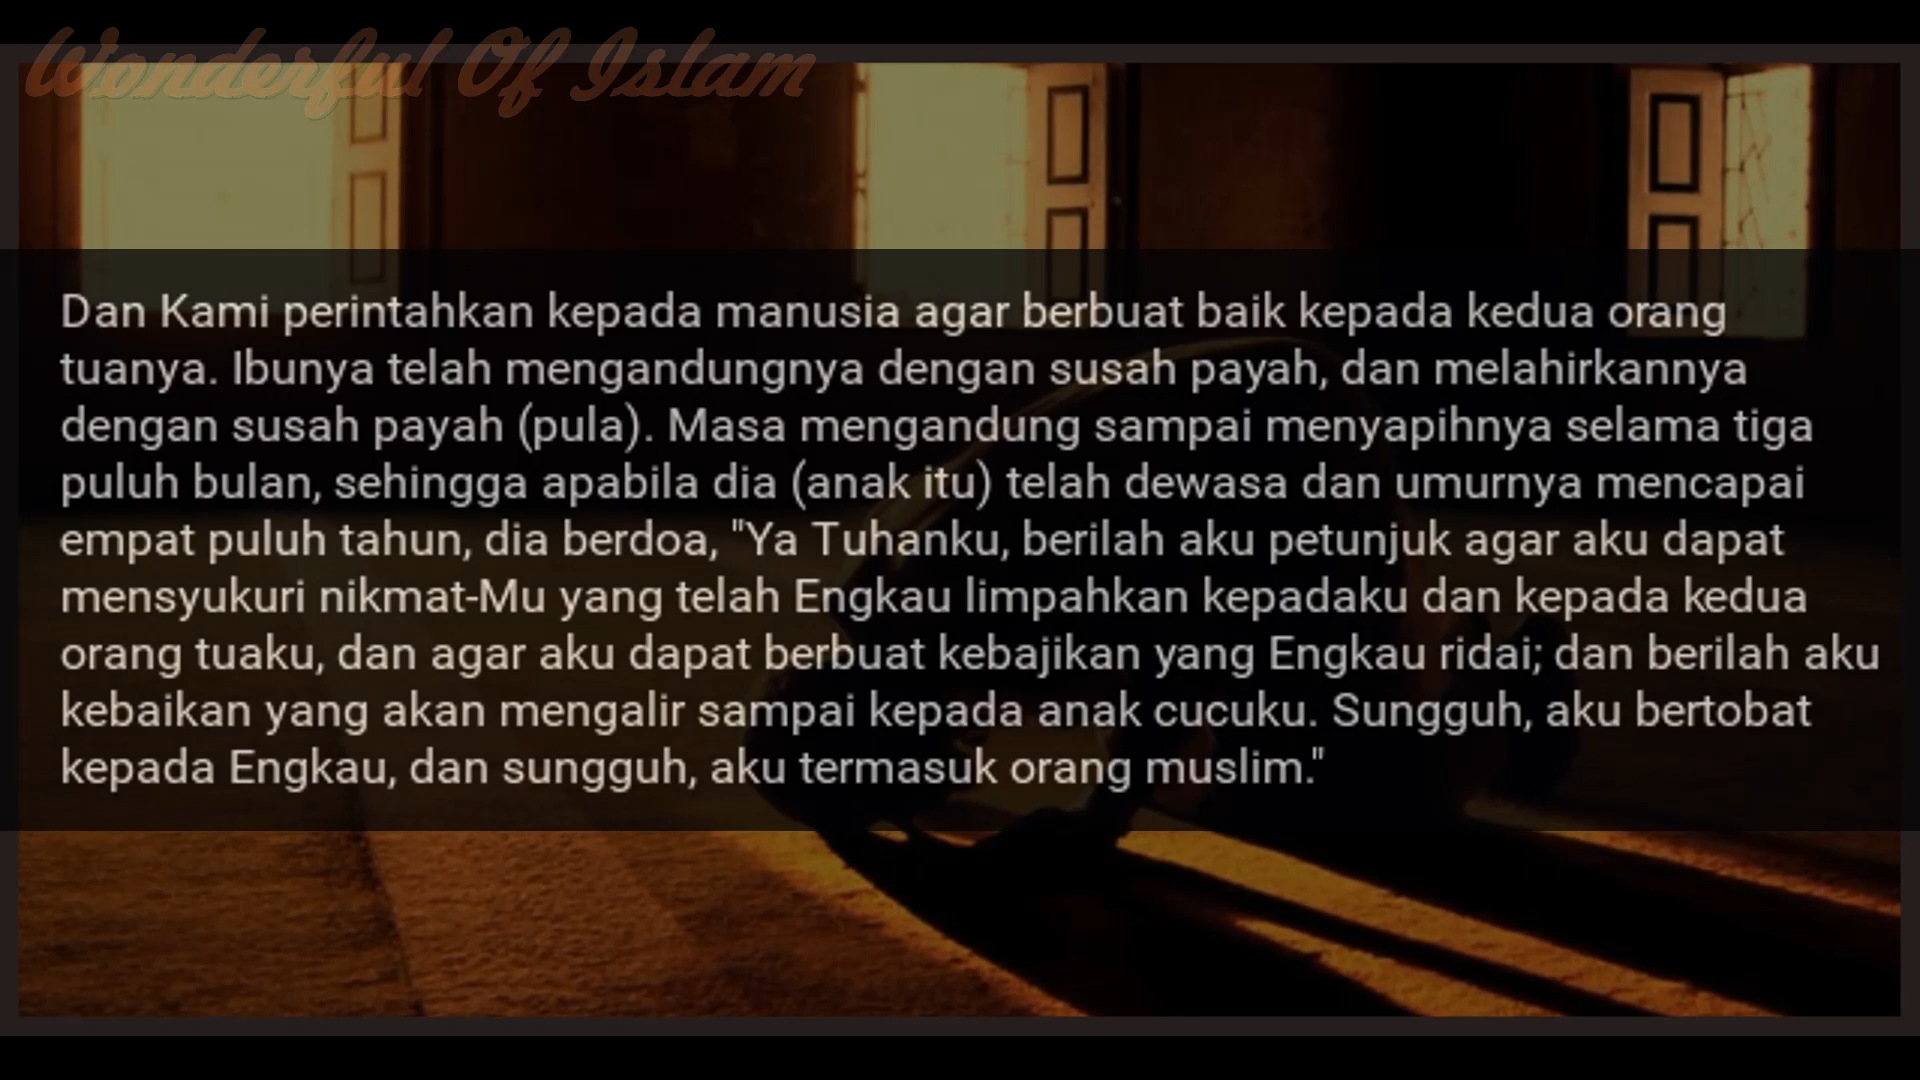 Wonderful Of Islam
Dan Kami perintahkan kepada manusia agar berbuat baik kepada kedua orang
tuanya. Ibunya telah mengandungnya dengan susah payah, dan melahirkannya
dengan susah payah (pula). Masa mengandung sampai menyapihnya selama tiga
puluh bulan, sehingga apabila dia (anak itu) telah dewasa dan umurnya mencapai
empat puluh tahun, dia berdoa, "Ya Tuhanku, berilah aku petunjuk agar aku dapat
mensyukuri nikmat-Mu yang telah Engkau limpahkan kepadaku dan kepada kedua
orang tuaku, dan agar aku dapat berbuat kebajikan yang Engkau ridai; dan berilah aku
kebaikan yang akan mengalir sampai kepada anak cucuku. Sungguh, aku bertobat
kepada Engkau, dan sungguh, aku termasuk orang muslim."